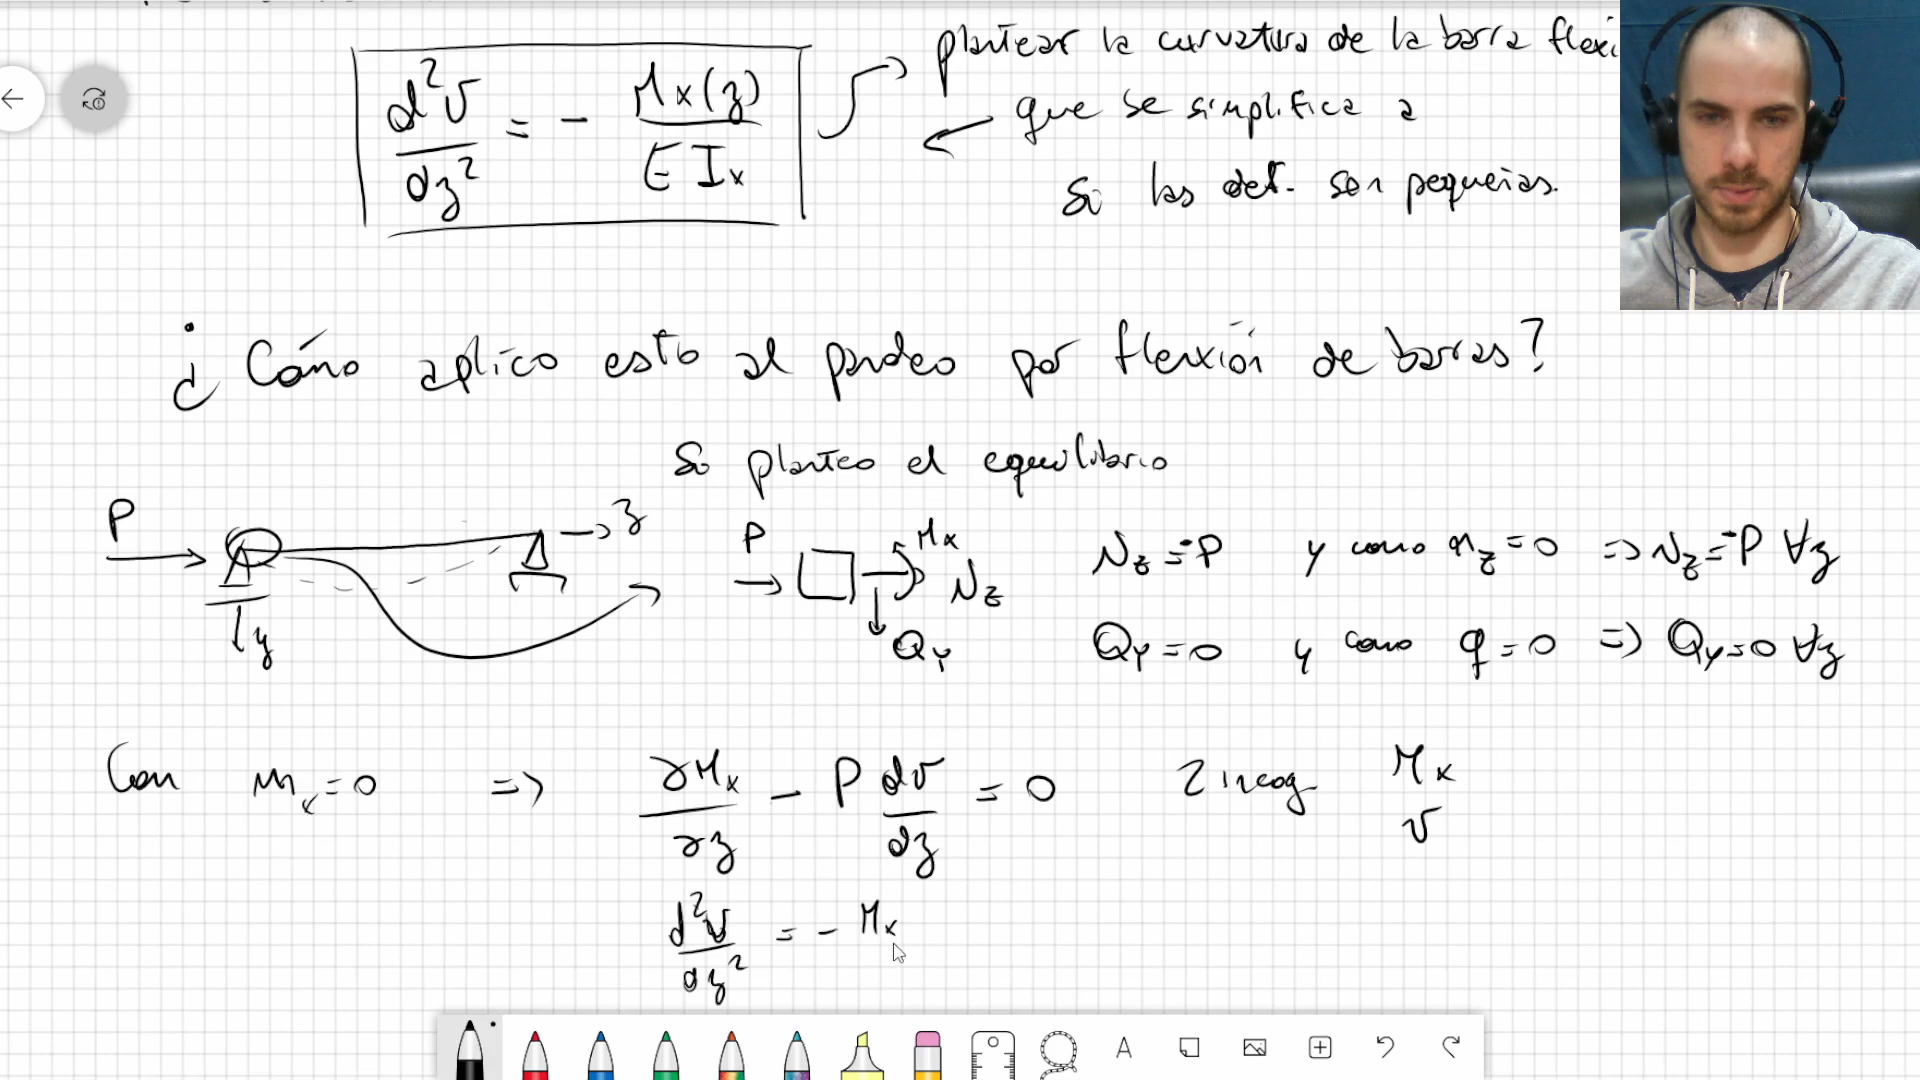 d²v/dz² = - Mx(z)/E Ix
plantear la curvatura de la barra flexi
que se simplifica a
Si las def. son pequeñas.
¿Cómo aplico esto al pandeo por flexión de barras?
Si planteo el equilibrio
P
z
y
P
Mx
Nz
Qy
Nz = -P y como nz = 0 => Nz = -P ∀z
Qy = 0 y como q = 0 => Qy = 0 ∀z
Con mx = 0 => ∂Mx/∂z - P dv/dz = 0 2 incog Mx
v
d²v/dz² = - Mx
A